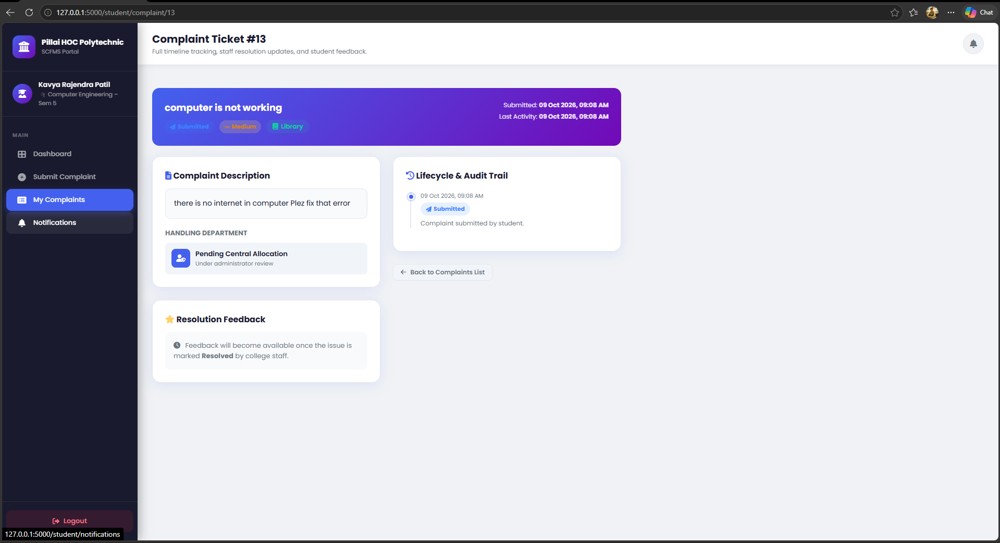 127.0.0.1:5000/student/complaint/13
Chat
Pillai HOC Polytechnic
SCFMS Portal
Kavya Rajendra Patil
Computer Engineering –
Sem 5
MAIN
Dashboard
Submit Complaint
My Complaints
Notifications
Logout
127.0.0.1:5000/student/notifications
Complaint Ticket #13
Full timeline tracking, staff resolution updates, and student feedback.
computer is not working
Submitted
Medium
Library
Submitted: 09 Oct 2026, 09:08 AM
Last Activity: 09 Oct 2026, 09:08 AM
Complaint Description
there is no internet in computer Plez fix that error
HANDLING DEPARTMENT
Pending Central Allocation
Under administrator review
Resolution Feedback
Feedback will become available once the issue is
marked Resolved by college staff.
Lifecycle & Audit Trail
09 Oct 2026, 09:08 AM
Submitted
Complaint submitted by student.
Back to Complaints List